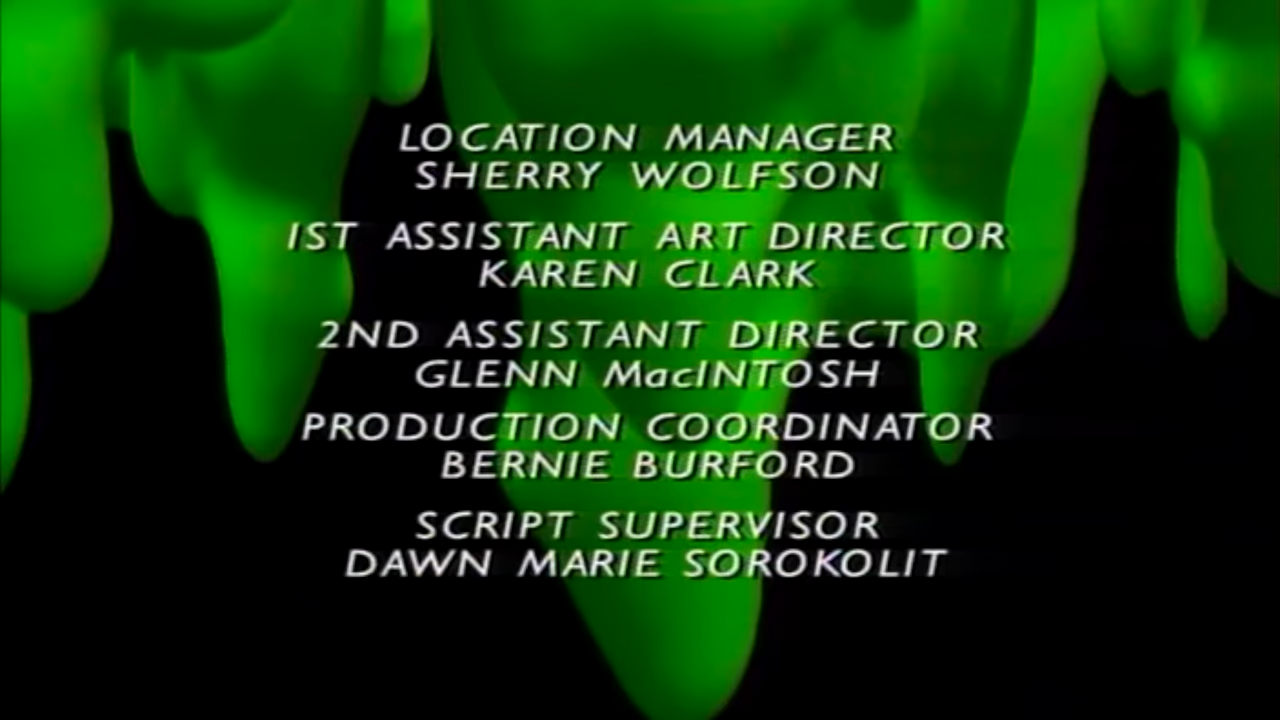 LOCATION MANAGER
SHERRY WOLFSON
1ST ASSISTANT ART DIRECTOR
KAREN CLARK
2ND ASSISTANT DIRECTOR
GLENN MacINTOSH
PRODUCTION COORDINATOR
BERNIE BURFORD
SCRIPT SUPERVISOR
DAWN MARIE SOROKOLIT